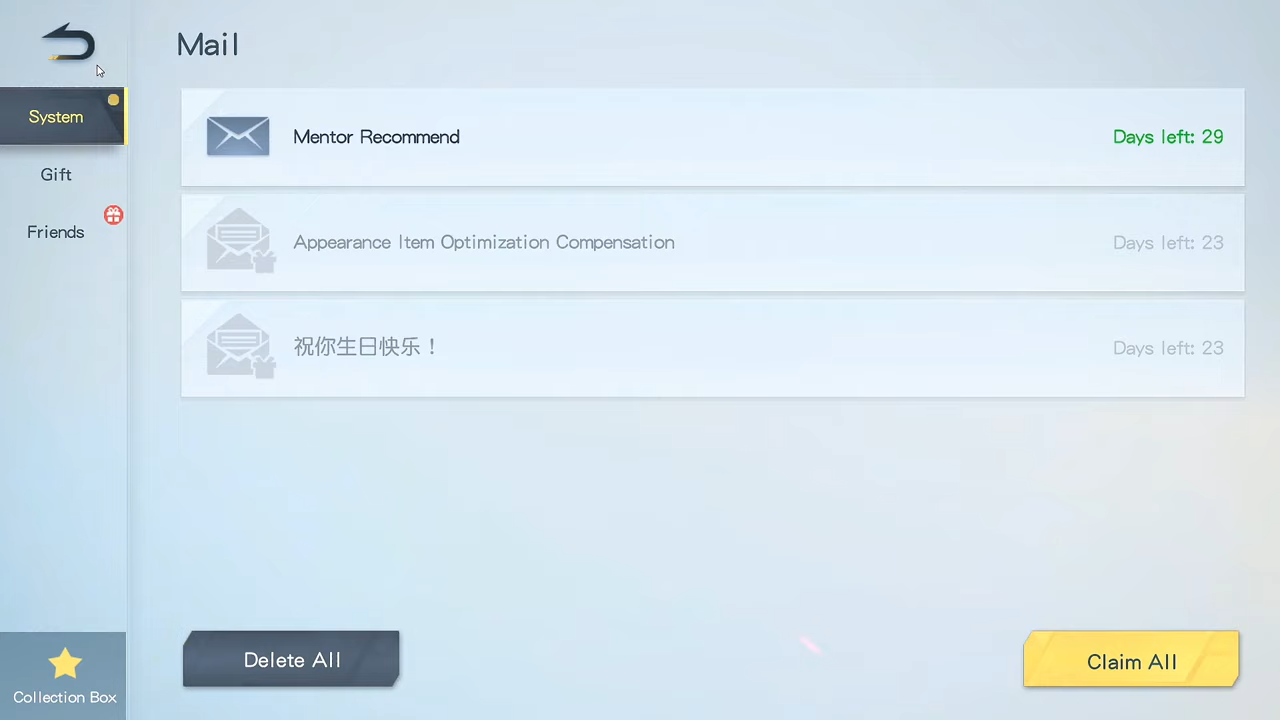 Mail
System
Gift
Friends
Mentor Recommend
Days left: 29
Appearance Item Optimization Compensation
Days left: 23
祝你生日快乐！
Days left: 23
Collection Box
Delete All
Claim All